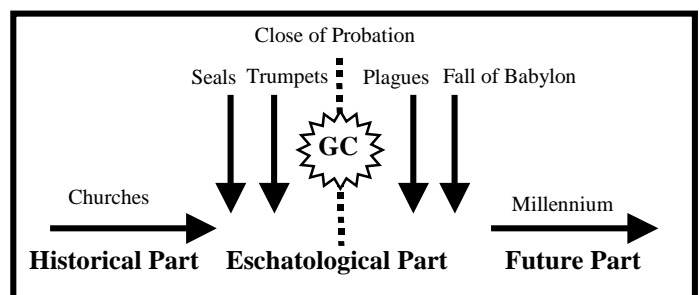 Close of Probation
Seals Trumpets Plagues Fall of Babylon
GC
Churches Millennium
Historical Part Eschatological Part Future Part